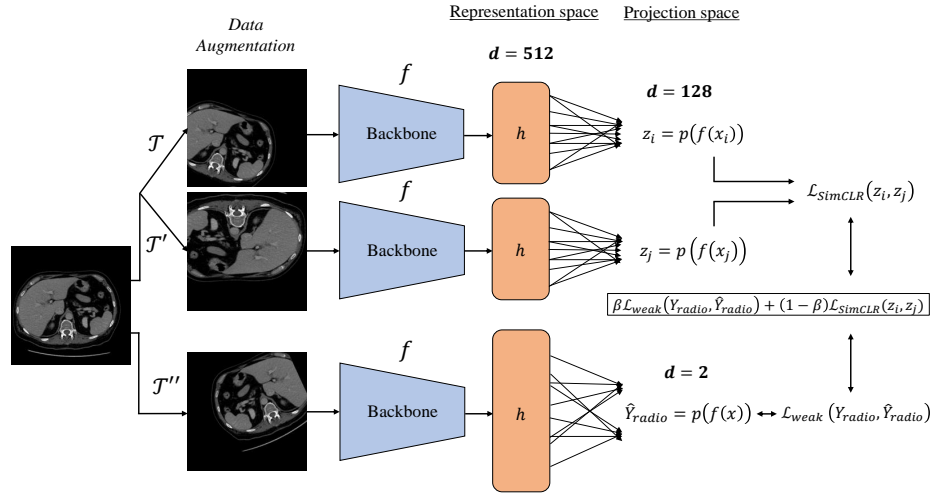 Representation space
Projection space
Data
Augmentation
d = 512
f
d = 128
Backbone
h
z_i = p(f(x_i))
𝒯
ℒ_SimCLR(z_i, z_j)
f
𝒯′
Backbone
h
z_j = p(f(x_j))
βℒ_weak(Y_radio, Ŷ_radio) + (1 − β)ℒ_SimCLR(z_i, z_j)
f
𝒯′′
d = 2
Backbone
h
Ŷ_radio = p(f(x))
ℒ_weak (Y_radio, Ŷ_radio)